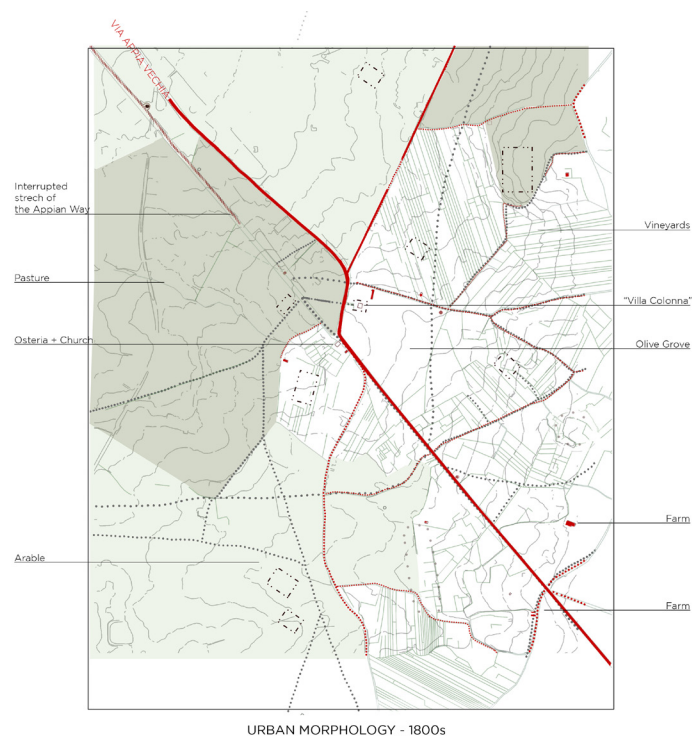 VIA APPIA VECHIA
Interrupted
strech of
the Appian Way
Pasture
Osteria + Church
Arable
Vineyards
"Villa Colonna"
Olive Grove
Farm
Farm
URBAN MORPHOLOGY - 1800s